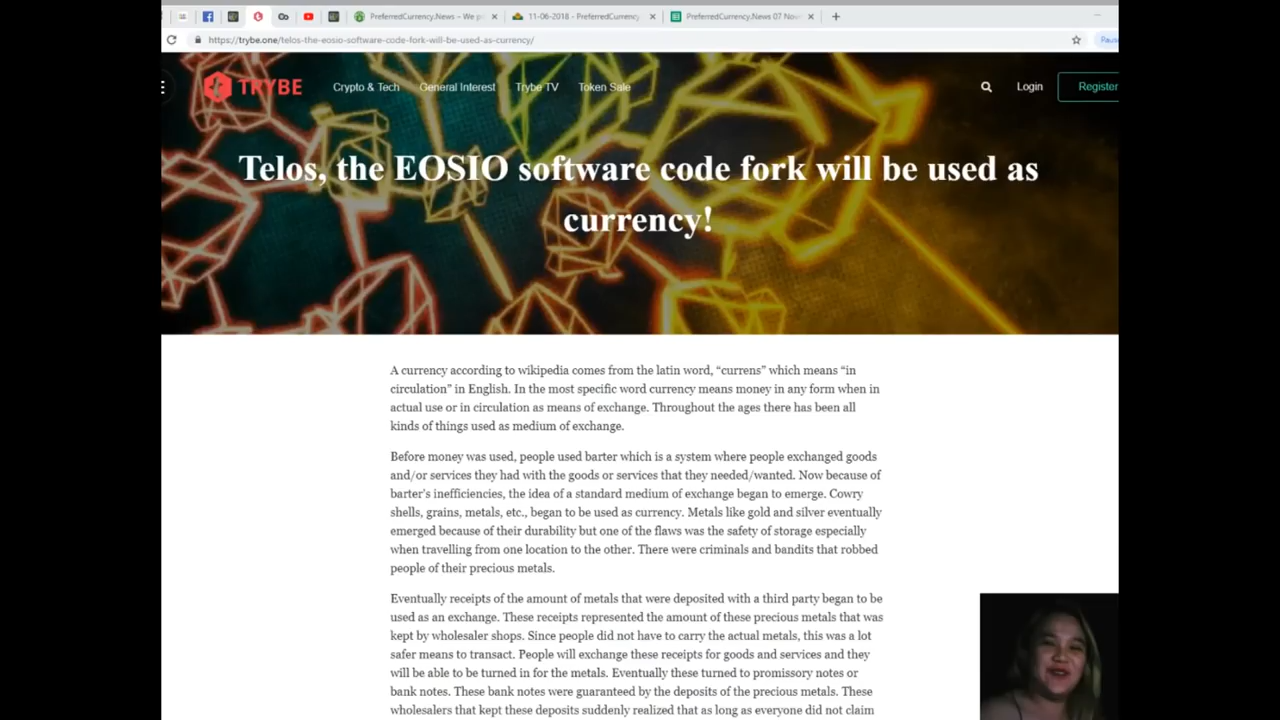 PreferredCurrency.News – We p
11-06-2018 - PreferredCurrency
PreferredCurrency.News 07 Nov
https://trybe.one/telos-the-eosio-software-code-fork-will-be-used-as-currency/
Paus
TRYBE
Crypto & Tech
General Interest
Trybe TV
Token Sale
Login
Register
Telos, the EOSIO software code fork will be used as
currency!
A currency according to wikipedia comes from the latin word, “currens” which means “in
circulation” in English. In the most specific word currency means money in any form when in
actual use or in circulation as means of exchange. Throughout the ages there has been all
kinds of things used as medium of exchange.
Before money was used, people used barter which is a system where people exchanged goods
and/or services they had with the goods or services that they needed/wanted. Now because of
barter’s inefficiencies, the idea of a standard medium of exchange began to emerge. Cowry
shells, grains, metals, etc., began to be used as currency. Metals like gold and silver eventually
emerged because of their durability but one of the flaws was the safety of storage especially
when travelling from one location to the other. There were criminals and bandits that robbed
people of their precious metals.
Eventually receipts of the amount of metals that were deposited with a third party began to be
used as an exchange. These receipts represented the amount of these precious metals that was
kept by wholesaler shops. Since people did not have to carry the actual metals, this was a lot
safer means to transact. People will exchange these receipts for goods and services and they
will be able to be turned in for the metals. Eventually these turned to promissory notes or
bank notes. These bank notes were guaranteed by the deposits of the precious metals. These
wholesalers that kept these deposits suddenly realized that as long as everyone did not claim